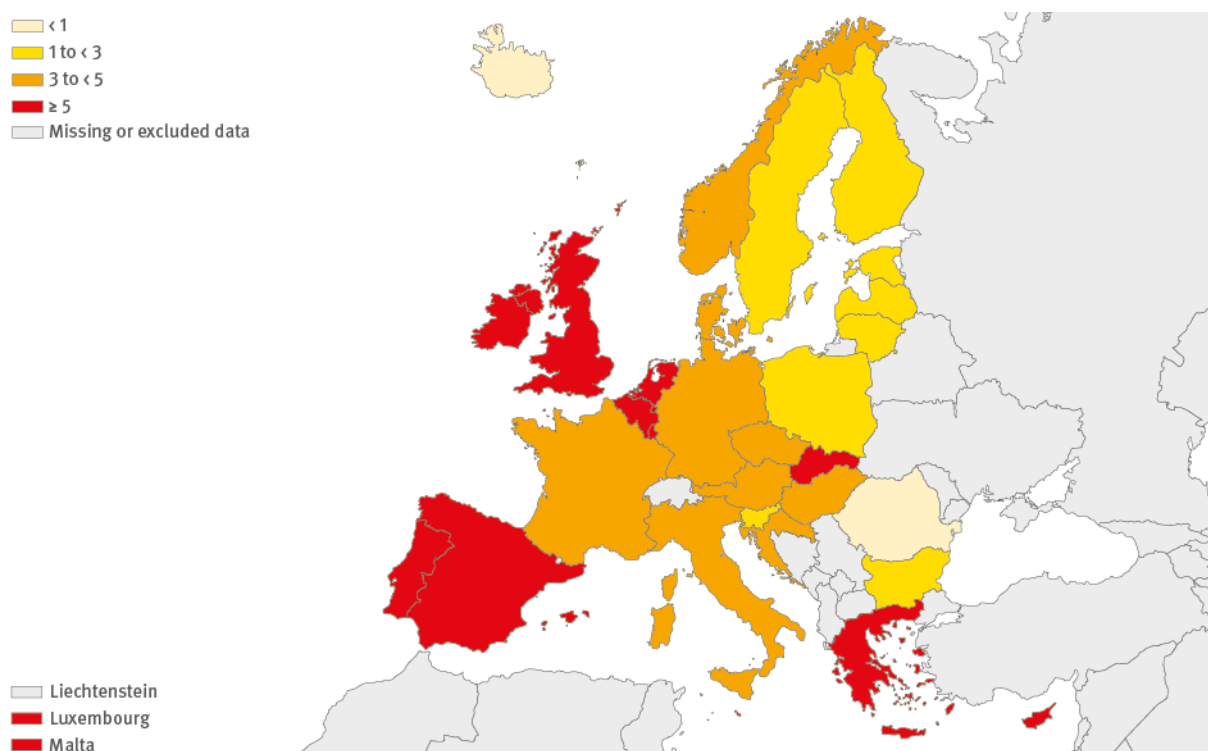 < 1
1 to < 3
3 to < 5
≥ 5
Missing or excluded data
Liechtenstein
Luxembourg
Malta